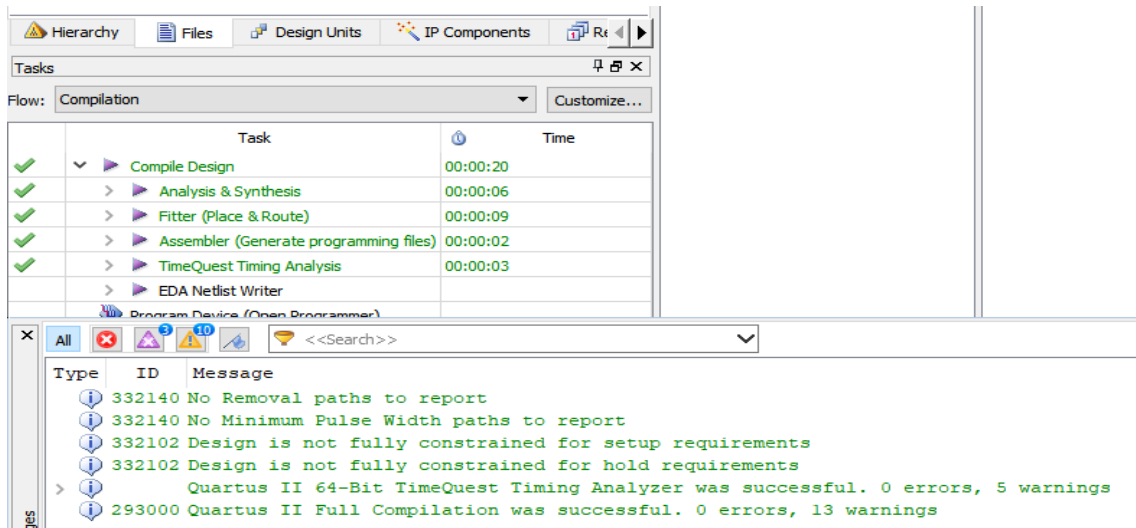 Hierarchy Files Design Units IP Components Re
Tasks
Flow: Compilation Customize...
Task Time
Compile Design 00:00:20
Analysis & Synthesis 00:00:06
Fitter (Place & Route) 00:00:09
Assembler (Generate programming files) 00:00:02
TimeQuest Timing Analysis 00:00:03
EDA Netlist Writer
Program Device (Open Programmer)
All 3 10 <<Search>>
Type ID Message
332140 No Removal paths to report
332140 No Minimum Pulse Width paths to report
332102 Design is not fully constrained for setup requirements
332102 Design is not fully constrained for hold requirements
Quartus II 64-Bit TimeQuest Timing Analyzer was successful. 0 errors, 5 warnings
293000 Quartus II Full Compilation was successful. 0 errors, 13 warnings